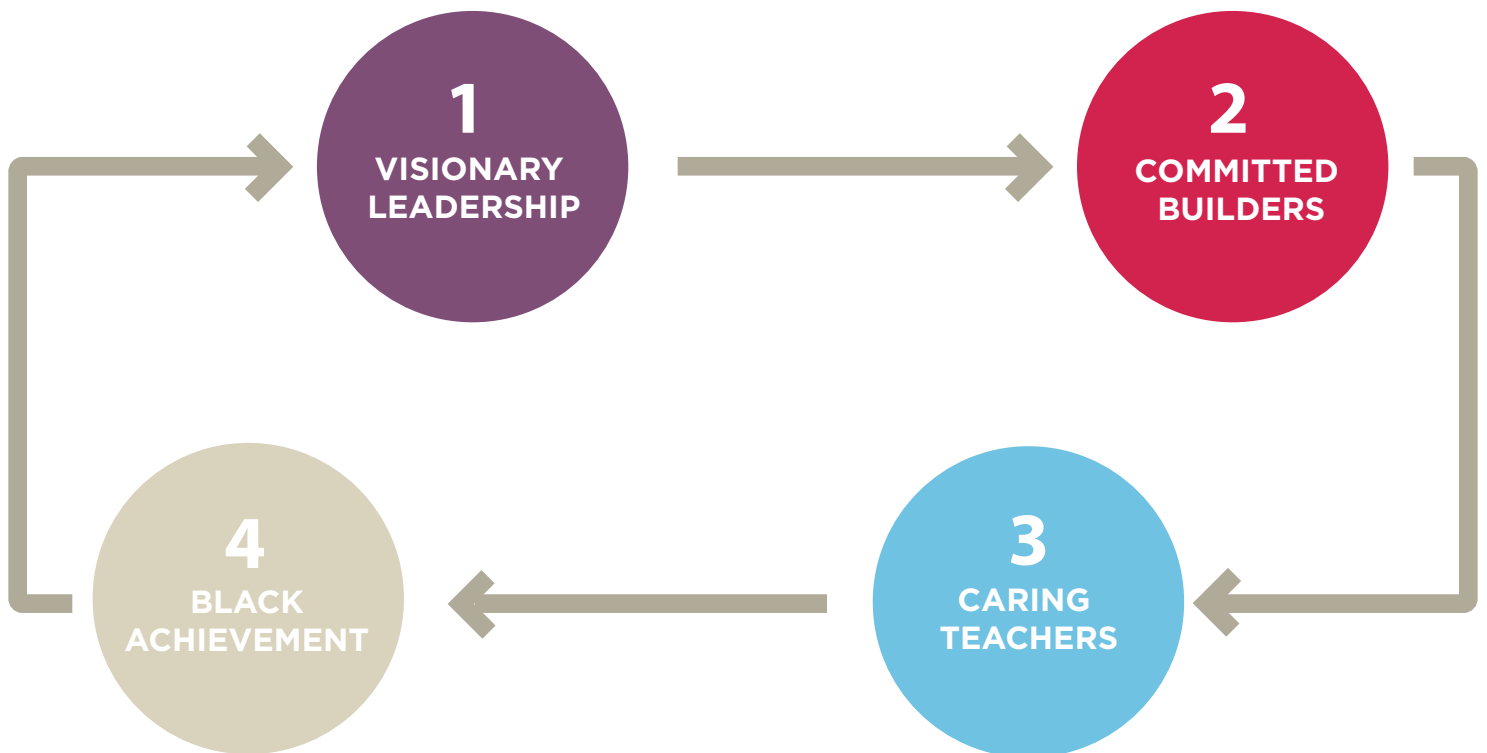 1
VISIONARY
LEADERSHIP
2
COMMITTED
BUILDERS
3
CARING
TEACHERS
4
BLACK
ACHIEVEMENT